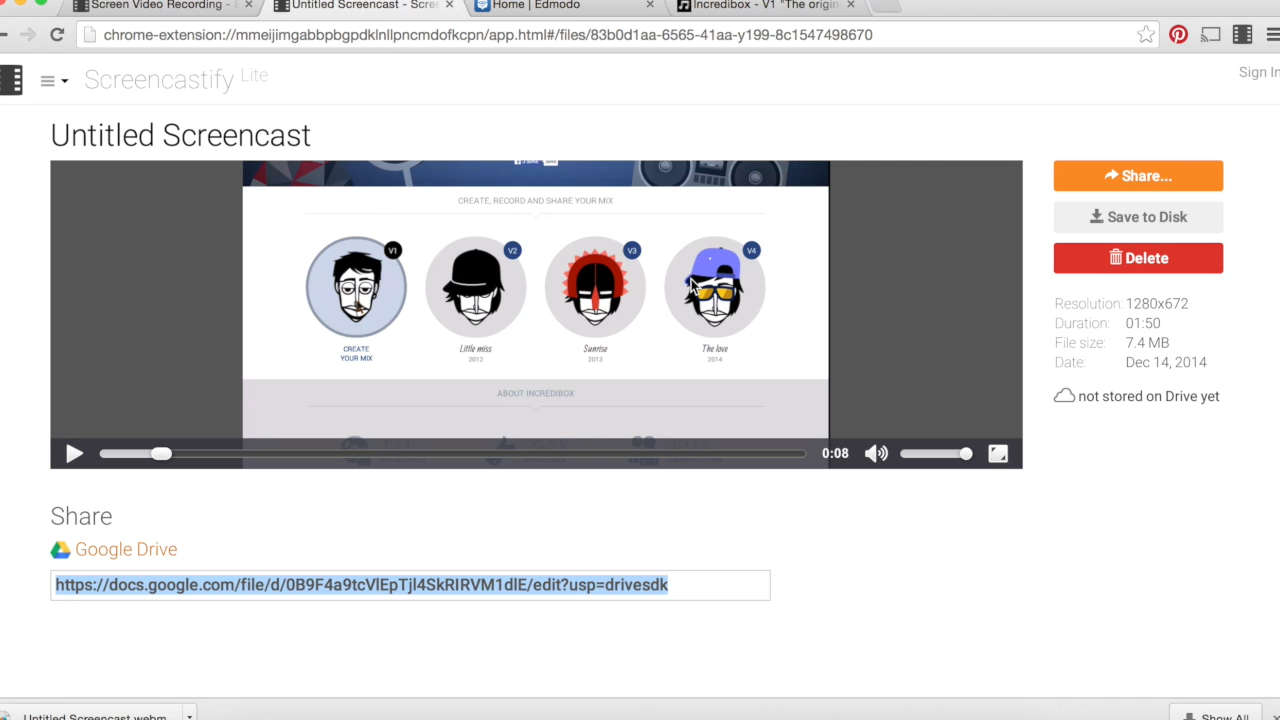 Screen Video Recording - S
Untitled Screencast - Scree
Home | Edmodo
Incredibox - V1 "The origin
chrome-extension://mmeijimgabbpbgpdklnllpncmdofkcpn/app.html#/files/83b0d1aa-6565-41aa-y199-8c1547498670
Screencastify Lite
Sign In
Untitled Screencast
CREATE, RECORD AND SHARE YOUR MIX
V1
V2
V3
V4
CREATE
YOUR MIX
Little miss
2012
Sunrise
2013
The love
2014
ABOUT INCREDIBOX
0:08
Share...
Save to Disk
Delete
Resolution: 1280x672
Duration: 01:50
File size: 7.4 MB
Date: Dec 14, 2014
not stored on Drive yet
Share
Google Drive
https://docs.google.com/file/d/0B9F4a9tcVlEpTjl4SkRIRVM1dlE/edit?usp=drivesdk
Untitled Screencast.webm
Show All